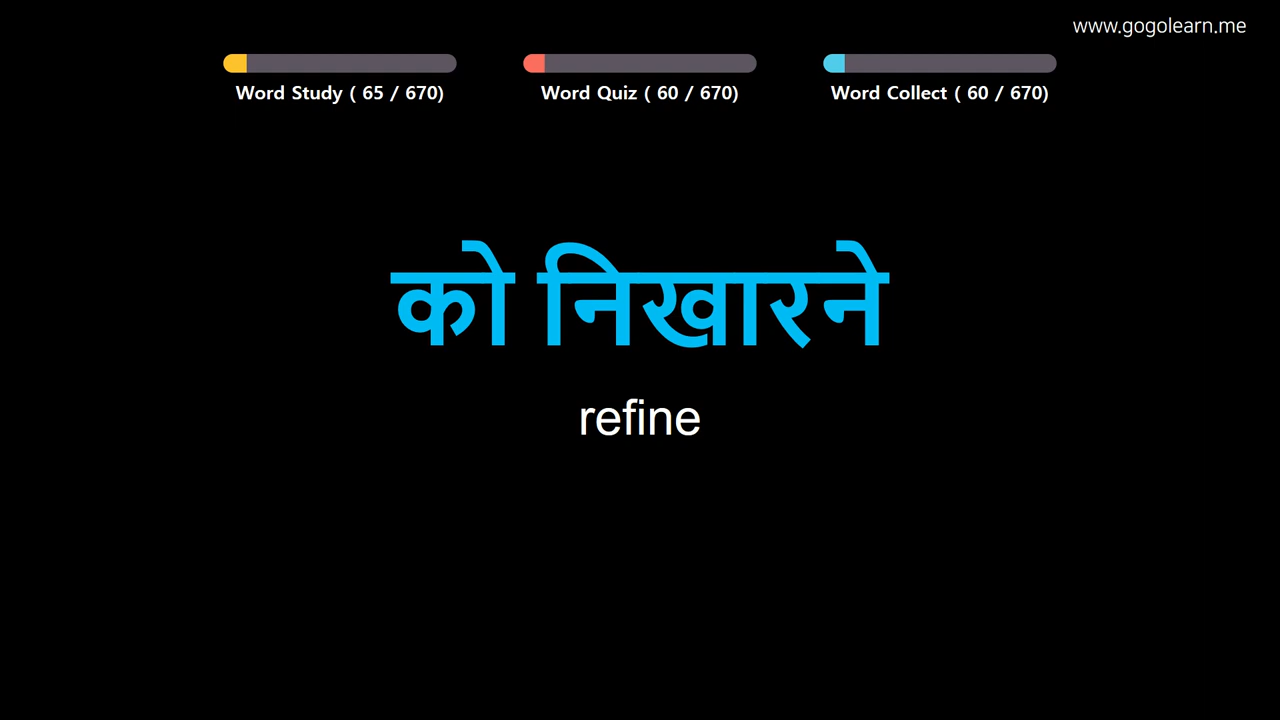 www.gogolearn.me
Word Study ( 65 / 670)
Word Quiz ( 60 / 670)
Word Collect ( 60 / 670)
को निखारने
refine